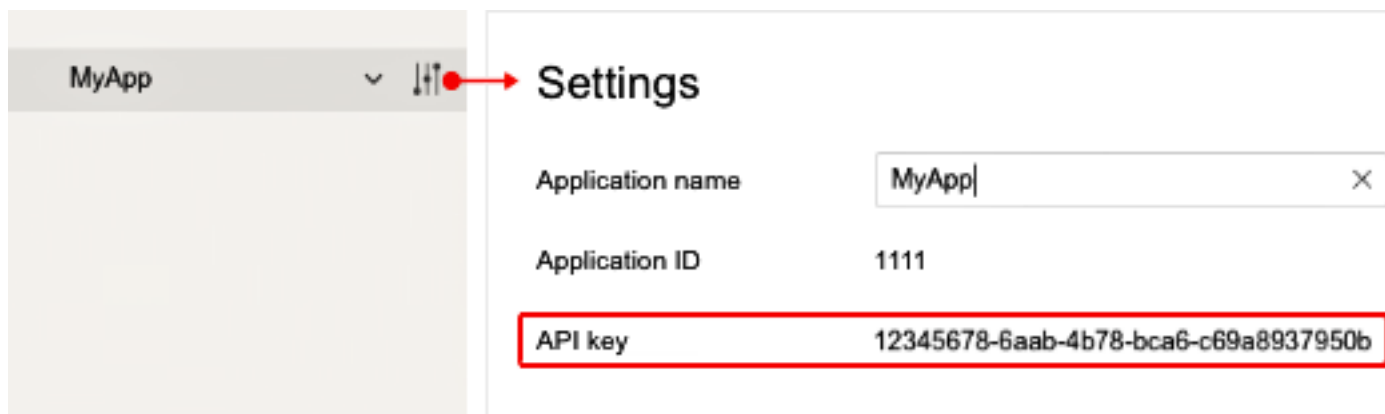 MyApp
Settings
Application name MyApp
Application ID 1111
API key 12345678-6aab-4b78-bca6-c69a8937950b